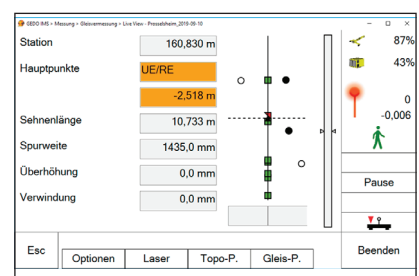 GEDO IMS » Messung » Gleisvermessung » Live View - Presselsheim_2019-09-10
Station 160,830 m
87%
Hauptpunkte UE/RE
43%
-2,518 m
0
-0,006
Sehnenlänge 10,733 m
Spurweite 1435,0 mm
Überhöhung 0,0 mm
Pause
Verwindung 0,0 mm
Esc Optionen Laser Topo-P. Gleis-P. Beenden